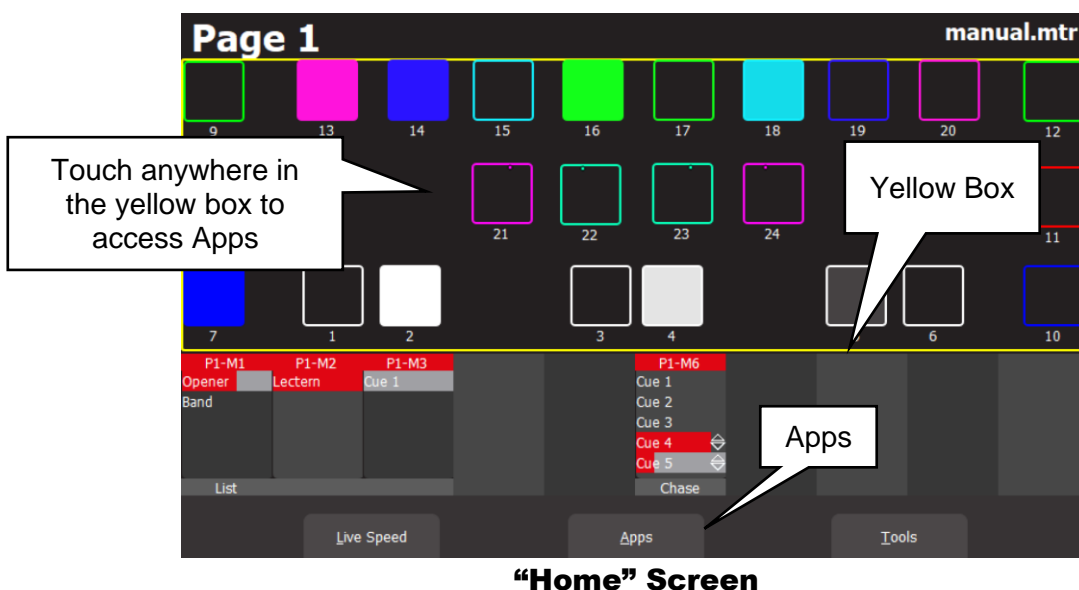 Page 1 manual.mtr
9 13 14 15 16 17 18 19 20 12
Touch anywhere in
the yellow box to
access Apps
Yellow Box
21 22 23 24 11
7 1 2 3 4 6 10
P1-M1 P1-M2 P1-M3 P1-M6
Opener Lectern Cue 1 Cue 1
Band Cue 2
Cue 3
Cue 4
Cue 5
Apps
List Chase
Live Speed Apps Tools
“Home” Screen